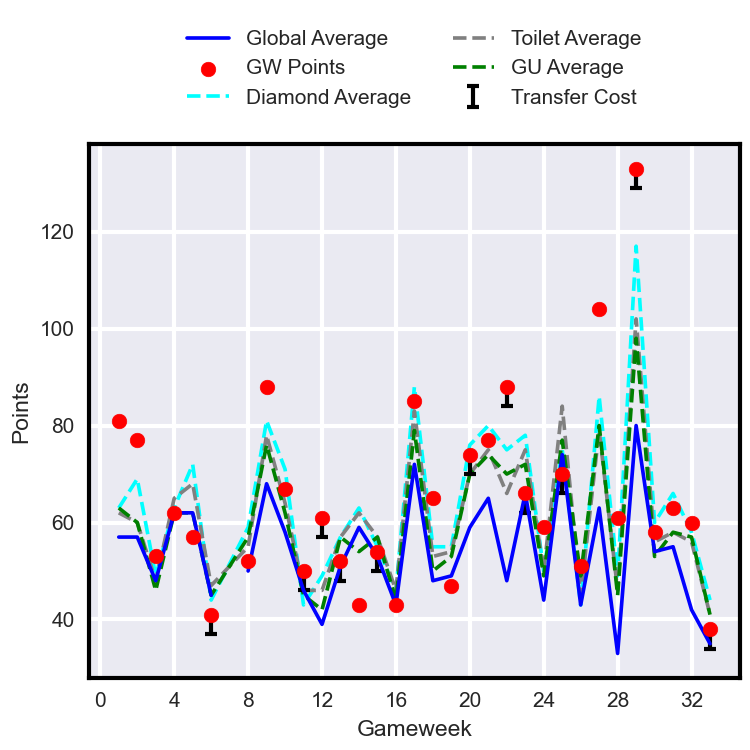 Global Average
GW Points
Diamond Average
Toilet Average
GU Average
Transfer Cost
120
100
80
60
40
Points
0 4 8 12 16 20 24 28 32
Gameweek